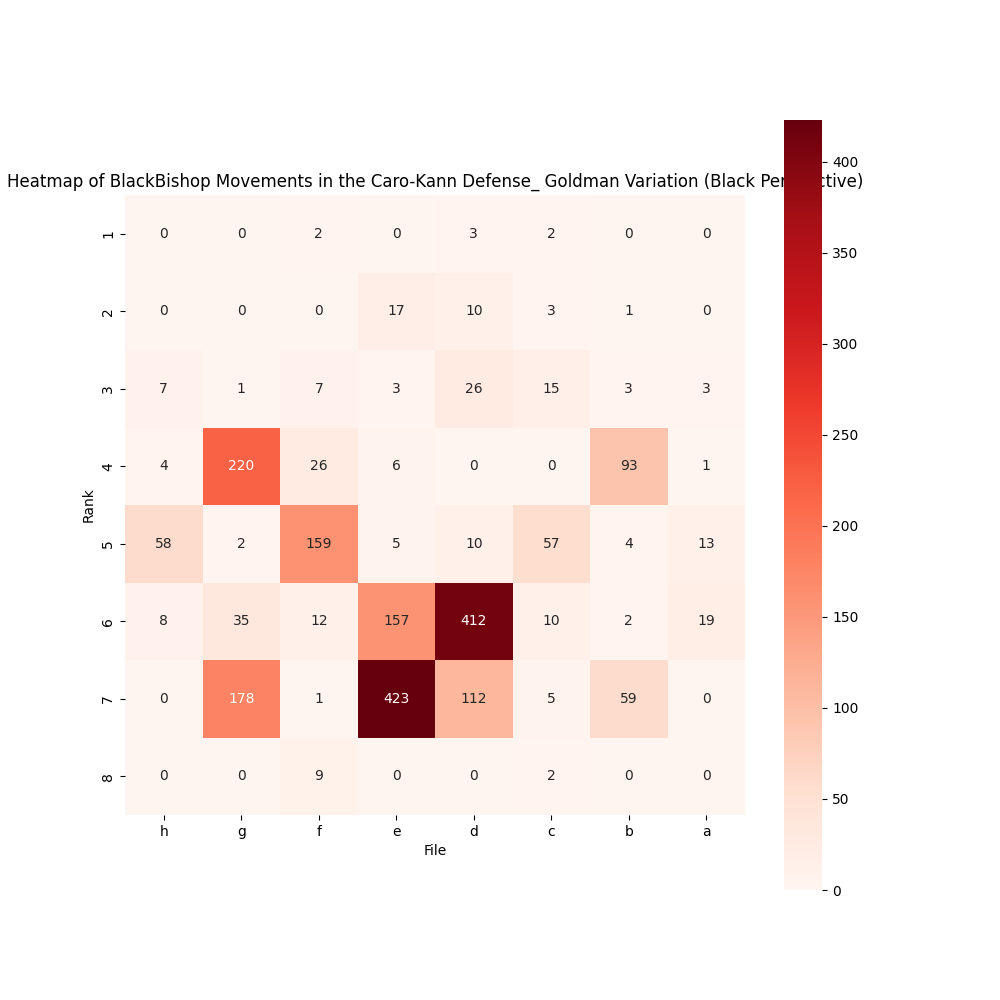 Heatmap of BlackBishop Movements in the Caro-Kann Defense_ Goldman Variation (Black Per ctive)
400
350
300
250
200
150
100
50
0
Rank
1 0 0 2 0 3 2 0 0
2 0 0 0 17 10 3 1 0
3 7 1 7 3 26 15 3 3
4 4 220 26 6 0 0 93 1
5 58 2 159 5 10 57 4 13
6 8 35 12 157 412 10 2 19
7 0 178 1 423 112 5 59 0
8 0 0 9 0 0 2 0 0
h g f e d c b a
File